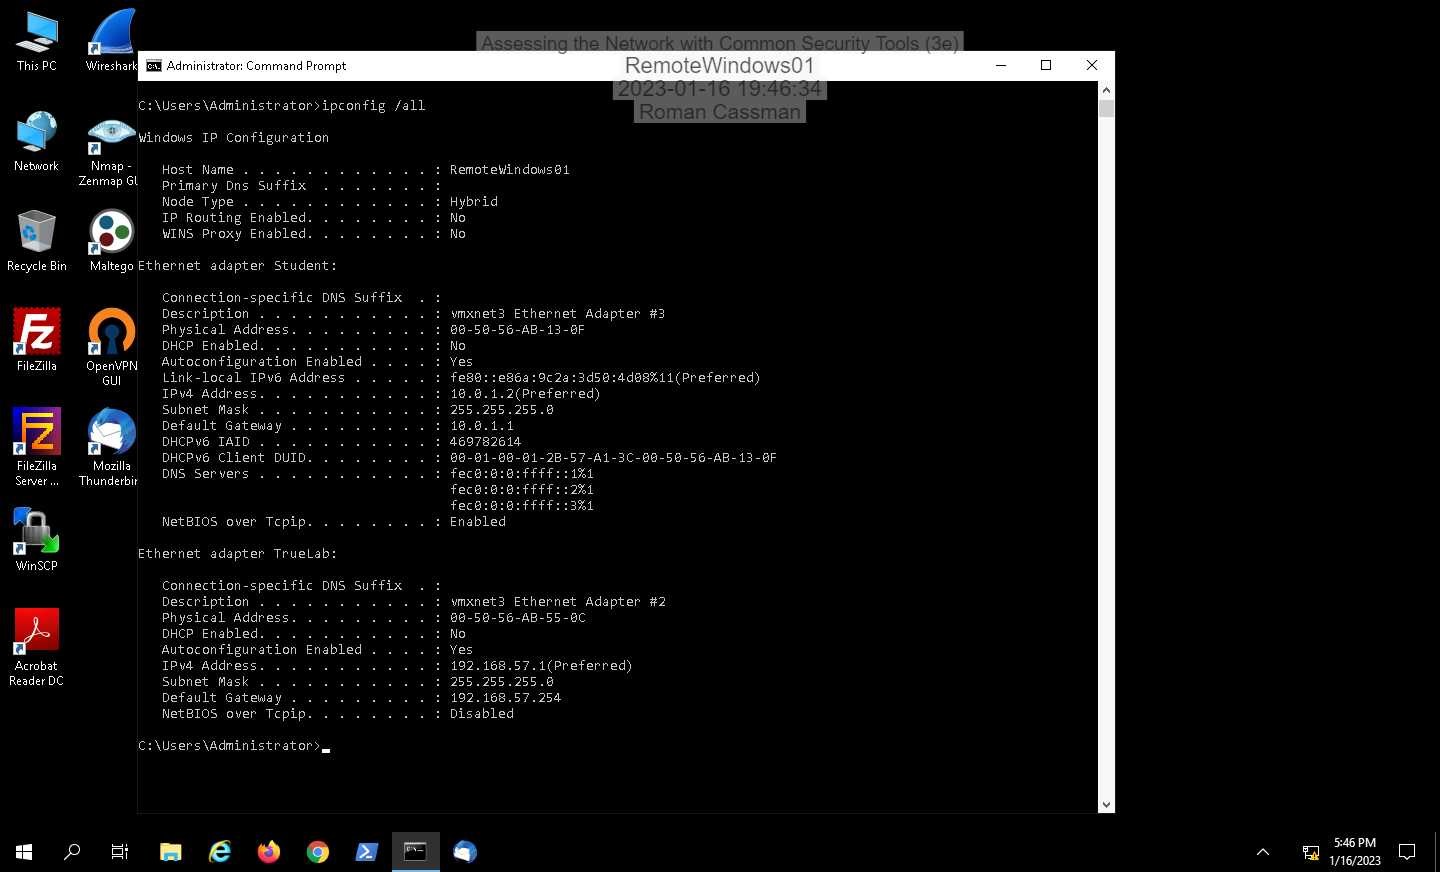 Assessing the Network with Common Security Tools (3e)
RemoteWindows01
2023-01-16 19:46:34
Roman Cassman
This PC
Wireshark
Network
Nmap -
Zenmap GU
Recycle Bin
Maltego
FileZilla
OpenVPN
GUI
FileZilla
Server ...
Mozilla
Thunderbir
WinSCP
Acrobat
Reader DC
Administrator: Command Prompt
C:\Users\Administrator>ipconfig /all
Windows IP Configuration
Host Name . . . . . . . . . . . . : RemoteWindows01
Primary Dns Suffix  . . . . . . . :
Node Type . . . . . . . . . . . . : Hybrid
IP Routing Enabled. . . . . . . . : No
WINS Proxy Enabled. . . . . . . . : No
Ethernet adapter Student:
Connection-specific DNS Suffix  . :
Description . . . . . . . . . . . : vmxnet3 Ethernet Adapter #3
Physical Address. . . . . . . . . : 00-50-56-AB-13-0F
DHCP Enabled. . . . . . . . . . . : No
Autoconfiguration Enabled . . . . : Yes
Link-local IPv6 Address . . . . . : fe80::e86a:9c2a:3d50:4d08%11(Preferred)
IPv4 Address. . . . . . . . . . . : 10.0.1.2(Preferred)
Subnet Mask . . . . . . . . . . . : 255.255.255.0
Default Gateway . . . . . . . . . : 10.0.1.1
DHCPv6 IAID . . . . . . . . . . . : 469782614
DHCPv6 Client DUID. . . . . . . . : 00-01-00-01-2B-57-A1-3C-00-50-56-AB-13-0F
DNS Servers . . . . . . . . . . . : fec0:0:0:ffff::1%1
fec0:0:0:ffff::2%1
fec0:0:0:ffff::3%1
NetBIOS over Tcpip. . . . . . . . : Enabled
Ethernet adapter TrueLab:
Connection-specific DNS Suffix  . :
Description . . . . . . . . . . . : vmxnet3 Ethernet Adapter #2
Physical Address. . . . . . . . . : 00-50-56-AB-55-0C
DHCP Enabled. . . . . . . . . . . : No
Autoconfiguration Enabled . . . . : Yes
IPv4 Address. . . . . . . . . . . : 192.168.57.1(Preferred)
Subnet Mask . . . . . . . . . . . : 255.255.255.0
Default Gateway . . . . . . . . . : 192.168.57.254
NetBIOS over Tcpip. . . . . . . . : Disabled
C:\Users\Administrator>
5:46 PM
1/16/2023